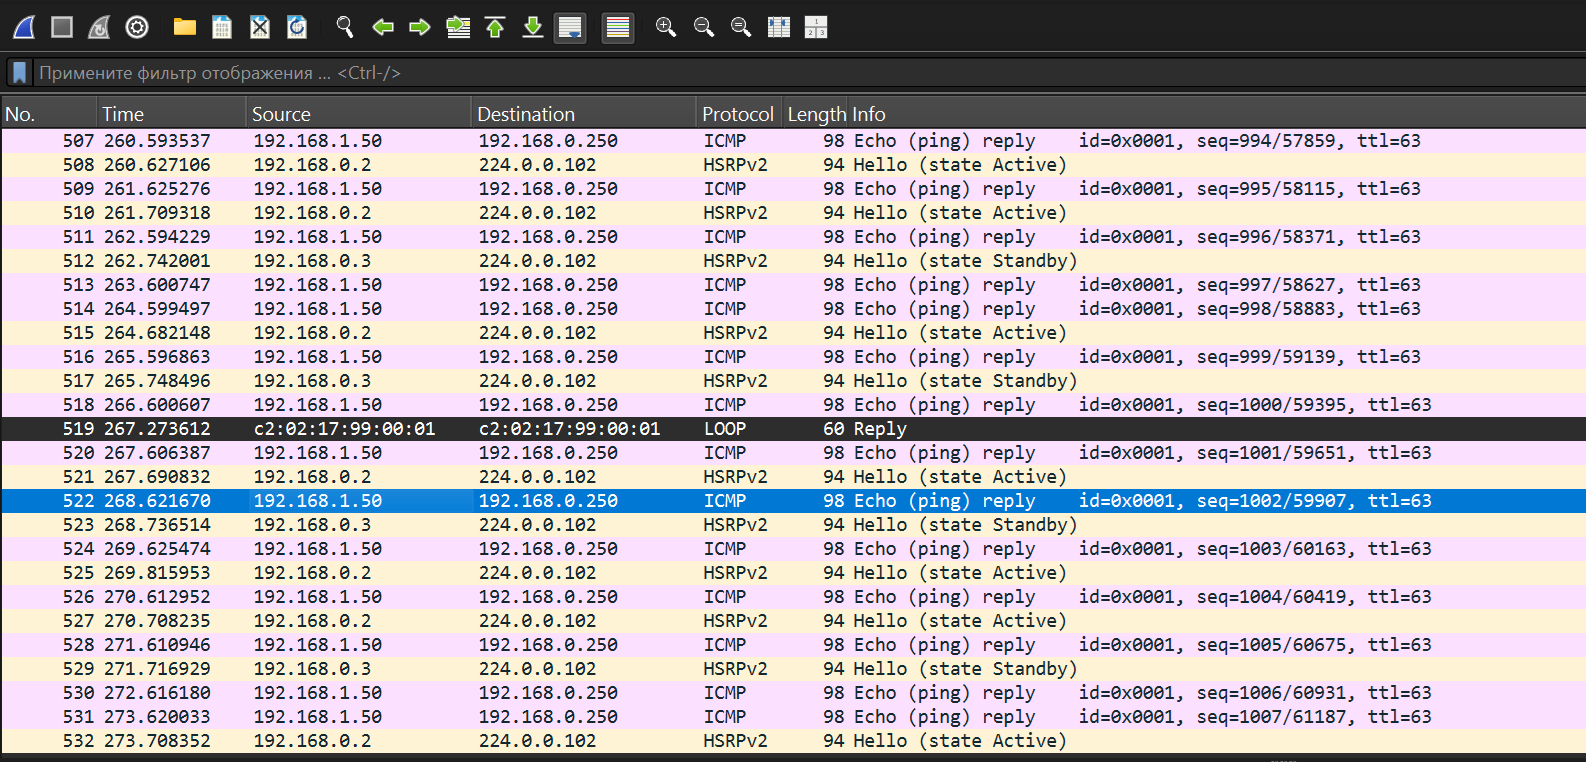 Примените фильтр отображения ... <Ctrl-/>
No. Time Source Destination Protocol Length Info
507 260.593537 192.168.1.50 192.168.0.250 ICMP 98 Echo (ping) reply id=0x0001, seq=994/57859, ttl=63
508 260.627106 192.168.0.2 224.0.0.102 HSRPv2 94 Hello (state Active)
509 261.625276 192.168.1.50 192.168.0.250 ICMP 98 Echo (ping) reply id=0x0001, seq=995/58115, ttl=63
510 261.709318 192.168.0.2 224.0.0.102 HSRPv2 94 Hello (state Active)
511 262.594229 192.168.1.50 192.168.0.250 ICMP 98 Echo (ping) reply id=0x0001, seq=996/58371, ttl=63
512 262.742001 192.168.0.3 224.0.0.102 HSRPv2 94 Hello (state Standby)
513 263.600747 192.168.1.50 192.168.0.250 ICMP 98 Echo (ping) reply id=0x0001, seq=997/58627, ttl=63
514 264.599497 192.168.1.50 192.168.0.250 ICMP 98 Echo (ping) reply id=0x0001, seq=998/58883, ttl=63
515 264.682148 192.168.0.2 224.0.0.102 HSRPv2 94 Hello (state Active)
516 265.596863 192.168.1.50 192.168.0.250 ICMP 98 Echo (ping) reply id=0x0001, seq=999/59139, ttl=63
517 265.748496 192.168.0.3 224.0.0.102 HSRPv2 94 Hello (state Standby)
518 266.600607 192.168.1.50 192.168.0.250 ICMP 98 Echo (ping) reply id=0x0001, seq=1000/59395, ttl=63
519 267.273612 c2:02:17:99:00:01 c2:02:17:99:00:01 LOOP 60 Reply
520 267.606387 192.168.1.50 192.168.0.250 ICMP 98 Echo (ping) reply id=0x0001, seq=1001/59651, ttl=63
521 267.690832 192.168.0.2 224.0.0.102 HSRPv2 94 Hello (state Active)
522 268.621670 192.168.1.50 192.168.0.250 ICMP 98 Echo (ping) reply id=0x0001, seq=1002/59907, ttl=63
523 268.736514 192.168.0.3 224.0.0.102 HSRPv2 94 Hello (state Standby)
524 269.625474 192.168.1.50 192.168.0.250 ICMP 98 Echo (ping) reply id=0x0001, seq=1003/60163, ttl=63
525 269.815953 192.168.0.2 224.0.0.102 HSRPv2 94 Hello (state Active)
526 270.612952 192.168.1.50 192.168.0.250 ICMP 98 Echo (ping) reply id=0x0001, seq=1004/60419, ttl=63
527 270.708235 192.168.0.2 224.0.0.102 HSRPv2 94 Hello (state Active)
528 271.610946 192.168.1.50 192.168.0.250 ICMP 98 Echo (ping) reply id=0x0001, seq=1005/60675, ttl=63
529 271.716929 192.168.0.3 224.0.0.102 HSRPv2 94 Hello (state Standby)
530 272.616180 192.168.1.50 192.168.0.250 ICMP 98 Echo (ping) reply id=0x0001, seq=1006/60931, ttl=63
531 273.620033 192.168.1.50 192.168.0.250 ICMP 98 Echo (ping) reply id=0x0001, seq=1007/61187, ttl=63
532 273.708352 192.168.0.2 224.0.0.102 HSRPv2 94 Hello (state Active)